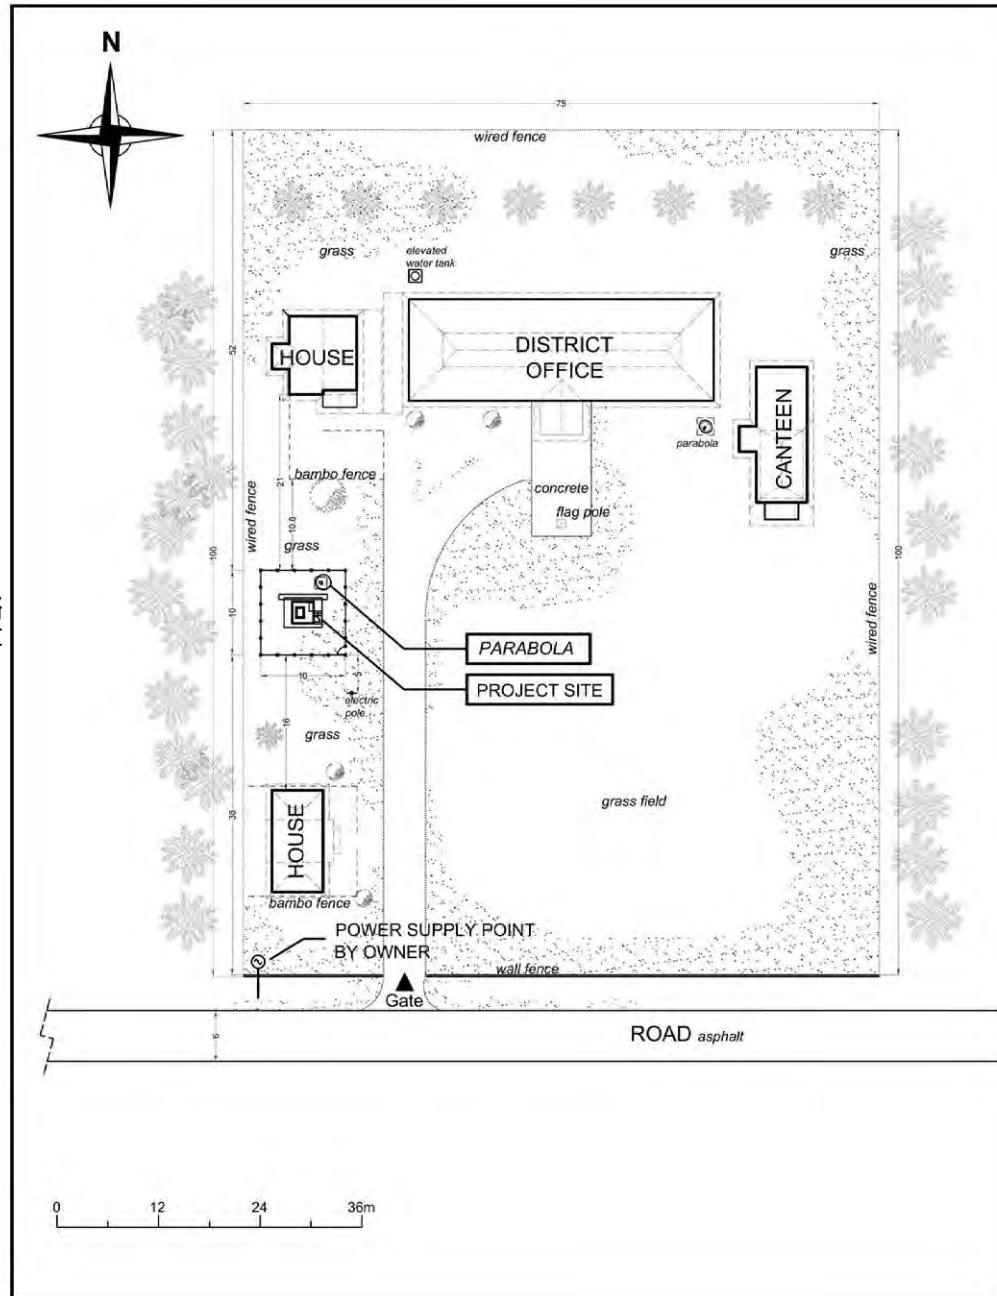 N
75
wired fence
elevated
water tank
grass
grass
52
HOUSE
DISTRICT
OFFICE
CANTEEN
parabola
bambo fence
21
concrete
flag pole
wired fence
10.6
grass
100
100
10
wired fence
PARABOLA
10
5
PROJECT SITE
electric
pole
16
grass
grass field
38
HOUSE
bambo fence
POWER SUPPLY POINT
BY OWNER
wall fence
Gate
6
ROAD asphalt
0 12 24 36m